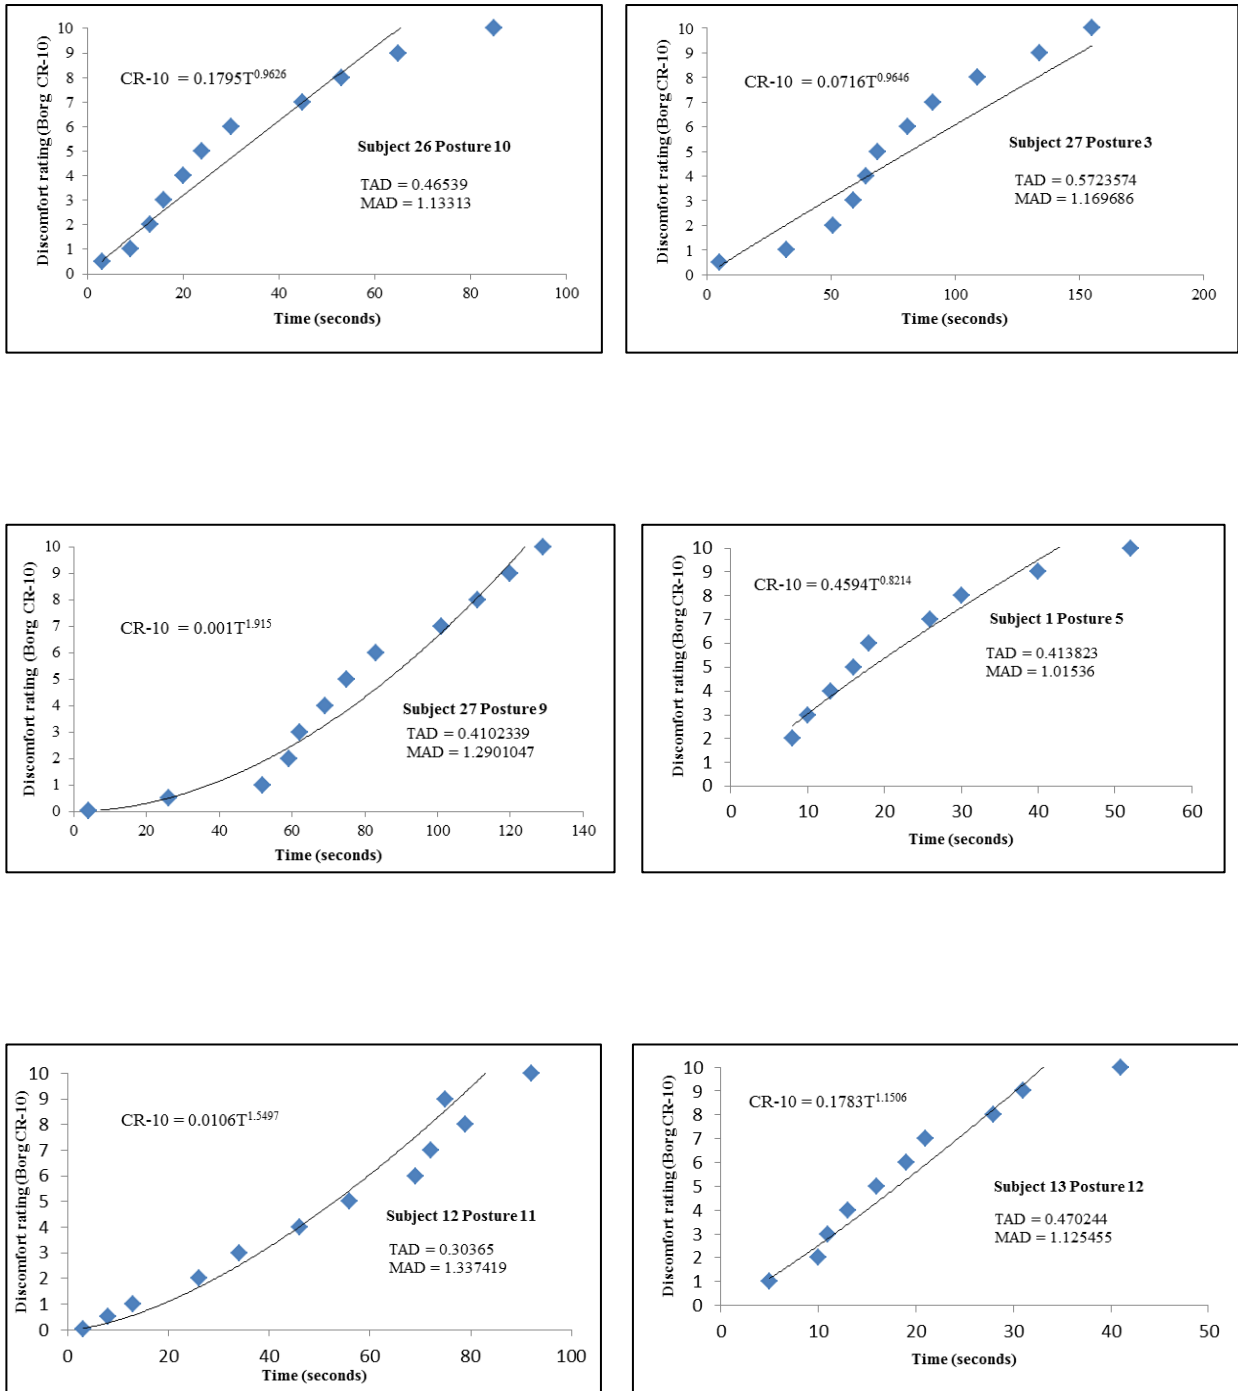 Discomfort rating (Borg CR-10)
10
9
8
7
6
5
4
3
2
1
0
CR-10 = 0.1795T^0.9626
Subject 26 Posture 10
TAD = 0.46539
MAD = 1.13313
0 20 40 60 80 100
Time (seconds)
Discomfort rating (Borg CR-10)
10
9
8
7
6
5
4
3
2
1
0
CR-10 = 0.0716T^0.9646
Subject 27 Posture 3
TAD = 0.5723574
MAD = 1.169686
0 50 100 150 200
Time (seconds)
Discomfort rating (Borg CR-10)
10
9
8
7
6
5
4
3
2
1
0
CR-10 = 0.001T^1.915
Subject 27 Posture 9
TAD = 0.4102339
MAD = 1.2901047
0 20 40 60 80 100 120 140
Time (seconds)
Discomfort rating (Borg CR-10)
10
9
8
7
6
5
4
3
2
1
0
CR-10 = 0.4594T^0.8214
Subject 1 Posture 5
TAD = 0.413823
MAD = 1.01536
0 10 20 30 40 50 60
Time (seconds)
Discomfort rating (Borg CR-10)
10
9
8
7
6
5
4
3
2
1
0
CR-10 = 0.0106T^1.5497
Subject 12 Posture 11
TAD = 0.30365
MAD = 1.337419
0 20 40 60 80 100
Time (seconds)
Discomfort rating (Borg CR-10)
10
9
8
7
6
5
4
3
2
1
0
CR-10 = 0.1783T^1.1506
Subject 13 Posture 12
TAD = 0.470244
MAD = 1.125455
0 10 20 30 40 50
Time (seconds)